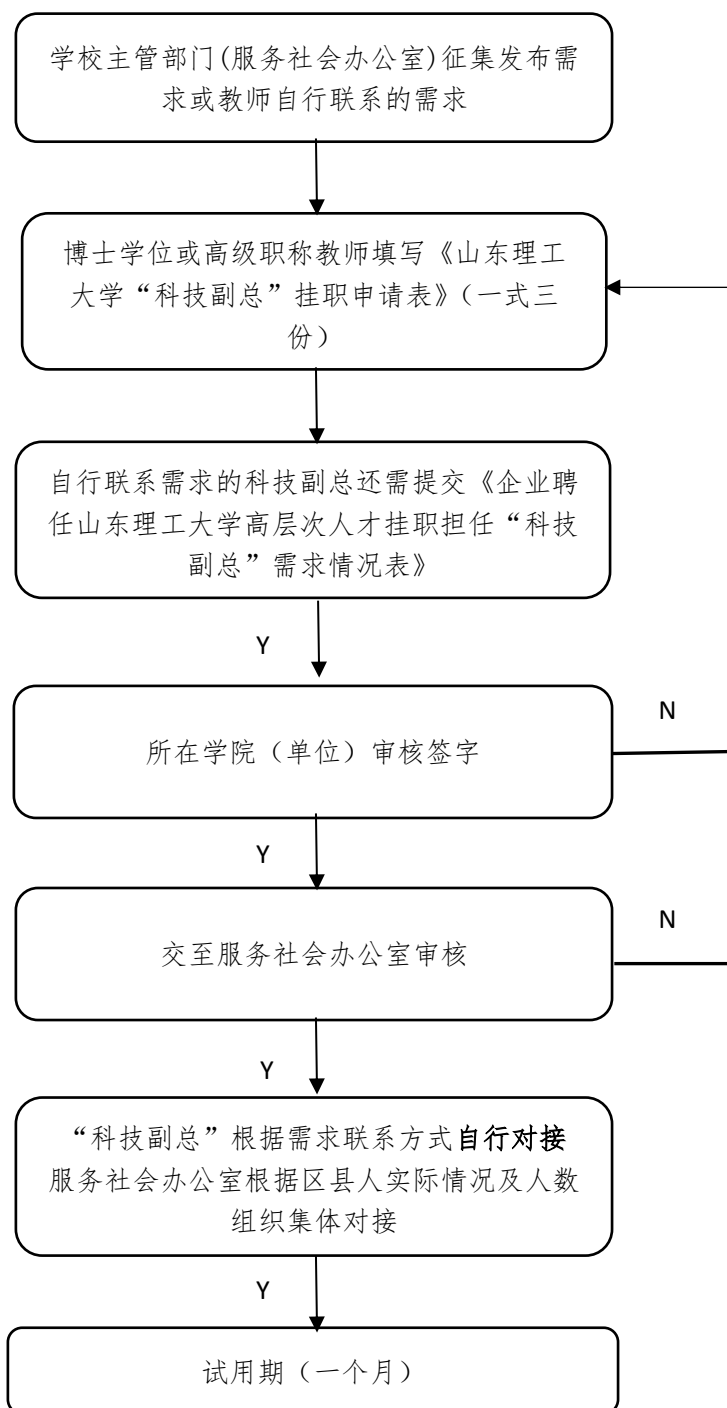 学校主管部门(服务社会办公室)征集发布需
求或教师自行联系的需求
博士学位或高级职称教师填写《山东理工
大学“科技副总”挂职申请表》（一式三
份）
自行联系需求的科技副总还需提交《企业聘
任山东理工大学高层次人才挂职担任“科技
副总”需求情况表》
Y
所在学院（单位）审核签字
N
Y
交至服务社会办公室审核
N
Y
“科技副总”根据需求联系方式自行对接
服务社会办公室根据区县人实际情况及人数
组织集体对接
Y
试用期（一个月）